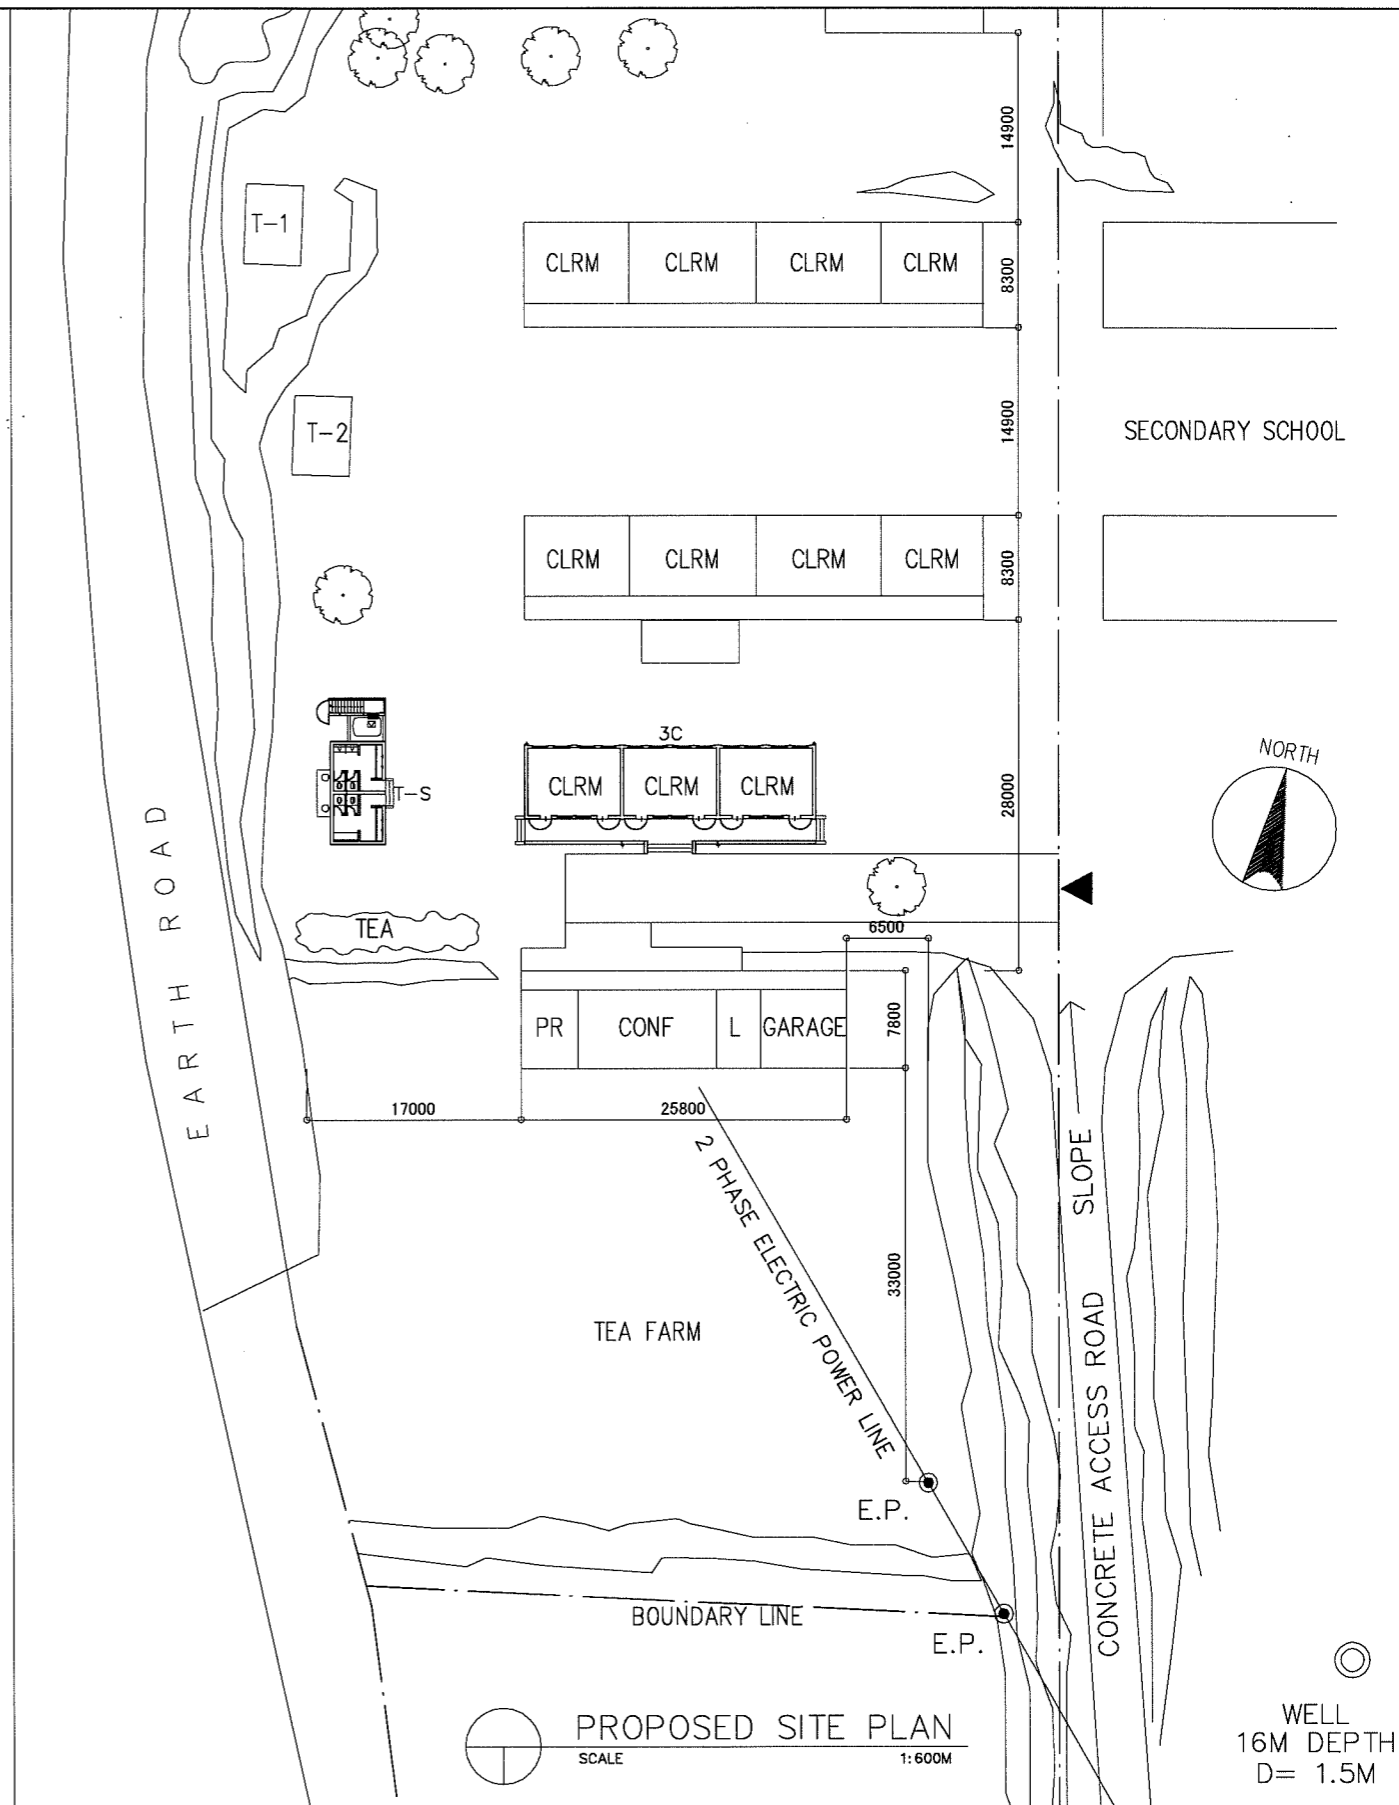 14900
T-1
CLRM CLRM CLRM CLRM
8300
14900
T-2
SECONDARY SCHOOL
CLRM CLRM CLRM CLRM
8300
3C
CLRM CLRM CLRM
T-S
28000
NORTH
EARTH ROAD
TEA
6500
PR CONF L GARAGE
7800
17000
25800
2 PHASE ELECTRIC POWER LINE
33000
SLOPE
CONCRETE ACCESS ROAD
TEA FARM
E.P.
BOUNDARY LINE
E.P.
PROPOSED SITE PLAN
SCALE 1:600M
WELL
16M DEPTH
D= 1.5M